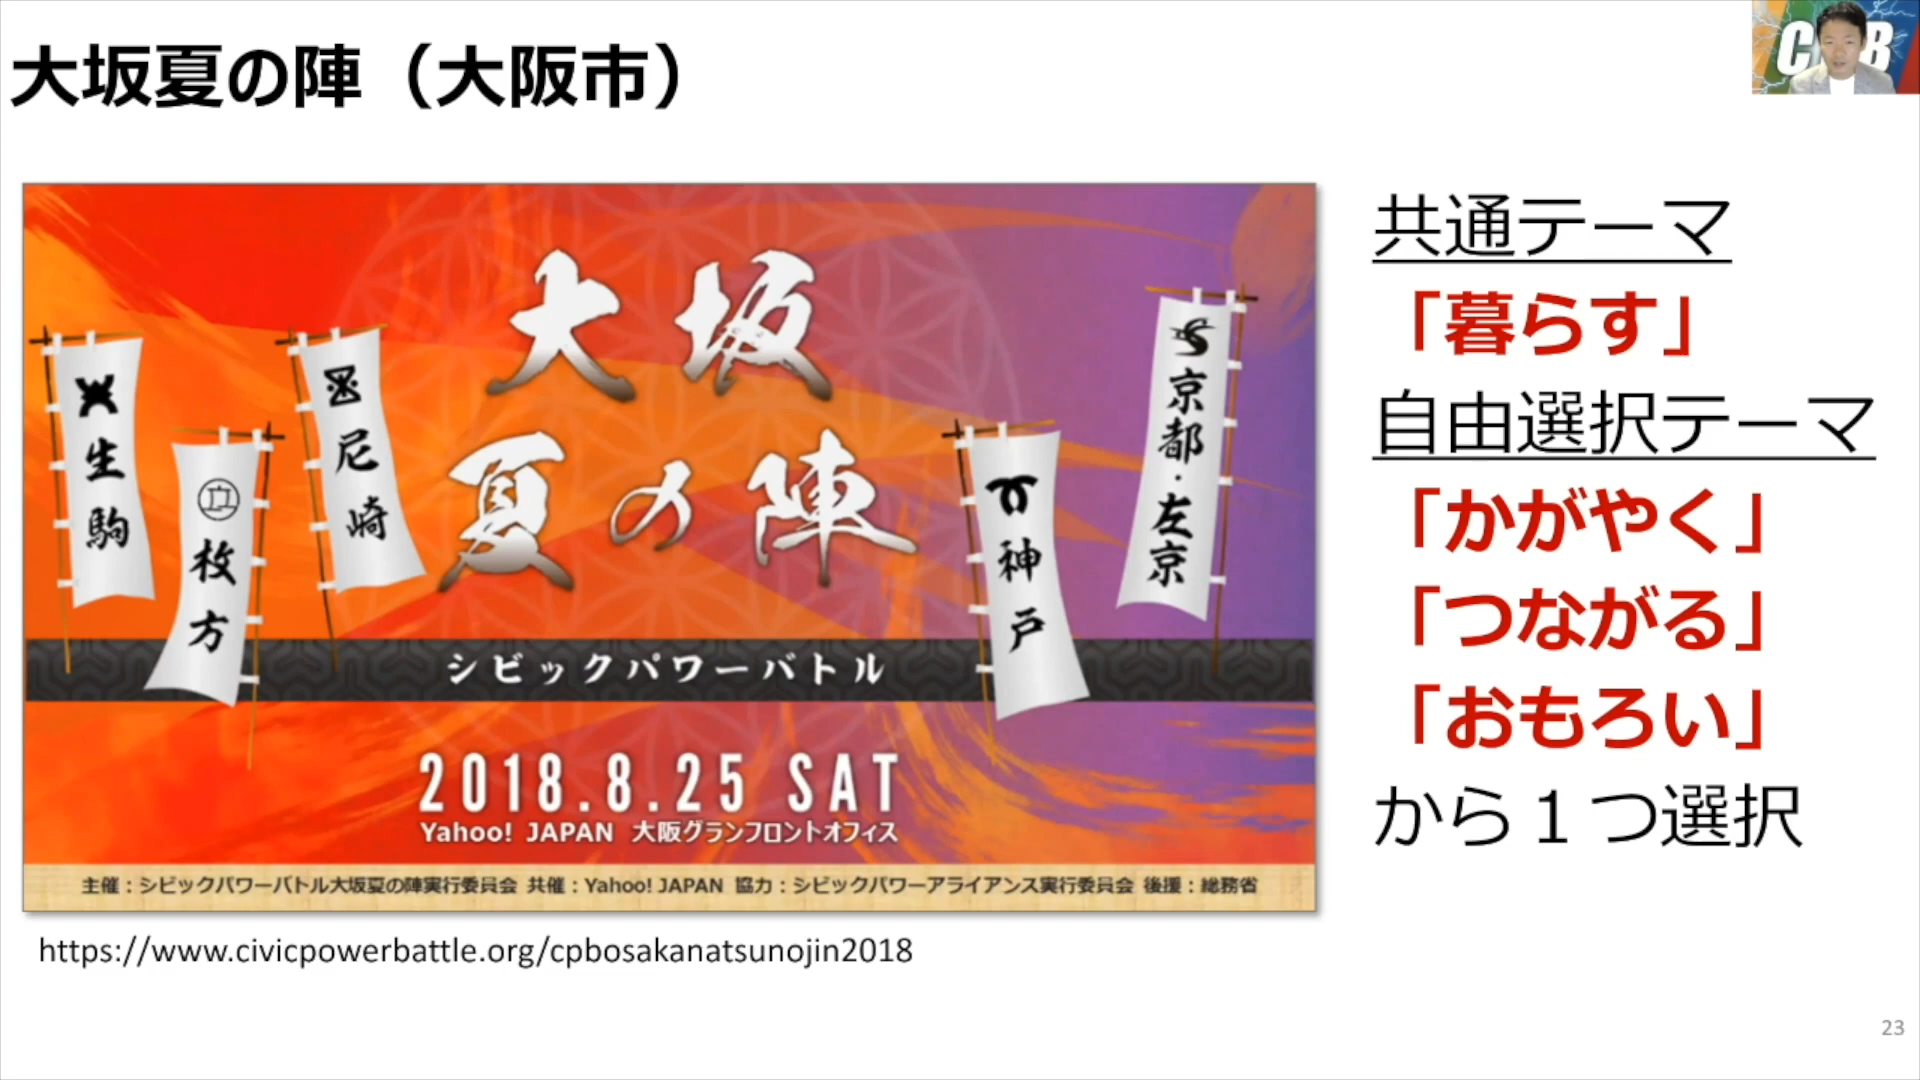 大坂夏の陣（大阪市）
大坂
夏の陣
生駒
枚方
尼崎
神戸
京都・左京
シビックパワーバトル
2018.8.25 SAT
Yahoo! JAPAN 大阪グランフロントオフィス
主催：シビックパワーバトル大坂夏の陣実行委員会 共催：Yahoo! JAPAN 協力：シビックパワーアライアンス実行委員会 後援：総務省
https://www.civicpowerbattle.org/cpbosakanatsunojin2018
共通テーマ
「暮らす」
自由選択テーマ
「かがやく」
「つながる」
「おもろい」
から１つ選択
23